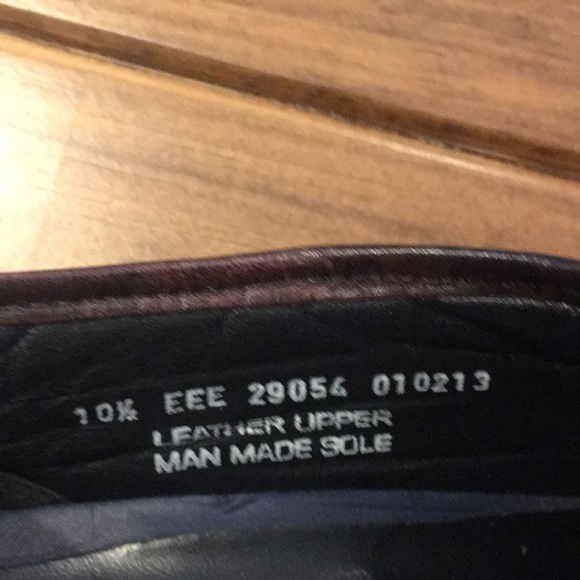 10½ EEE 29054 010213
LEATHER UPPER
MAN MADE SOLE